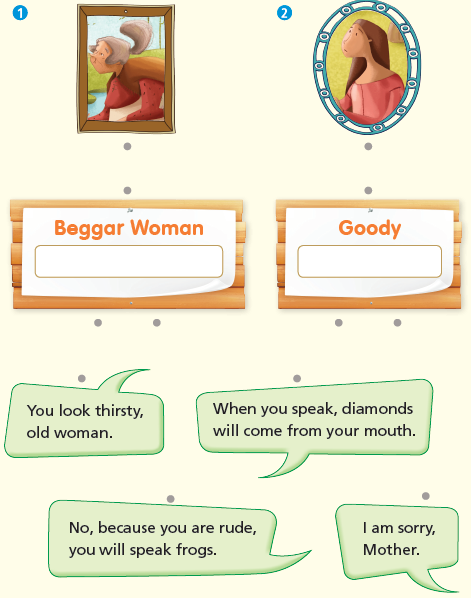 1
2
Beggar Woman
Goody
You look thirsty,
old woman.
When you speak, diamonds
will come from your mouth.
No, because you are rude,
you will speak frogs.
I am sorry,
Mother.